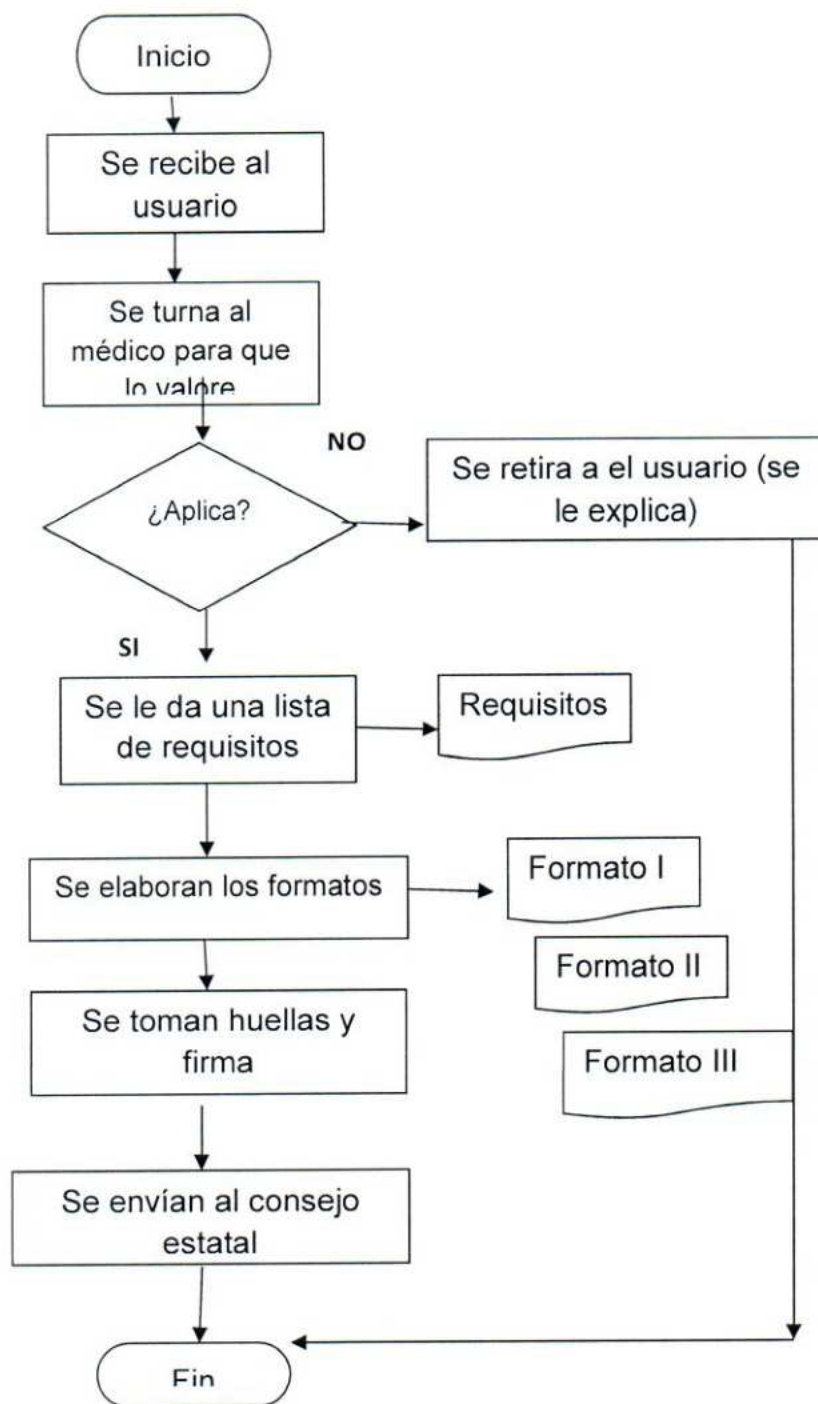 Inicio
Se recibe al
usuario
Se turna al
médico para que
lo valore
NO
Se retira a el usuario (se
le explica)
¿Aplica?
SI
Se le da una lista
de requisitos
Requisitos
Se elaboran los formatos
Formato I
Formato II
Formato III
Se toman huellas y
firma
Se envían al consejo
estatal
Fin